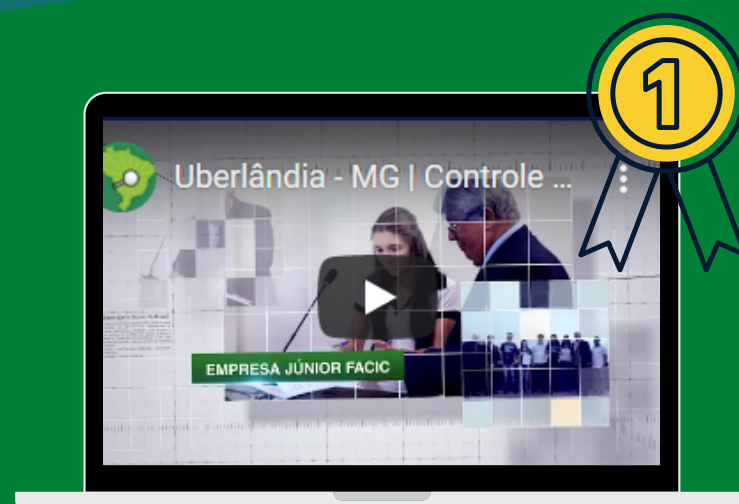 1
Uberlândia - MG | Controle ...
EMPRESA JÚNIOR FACIC